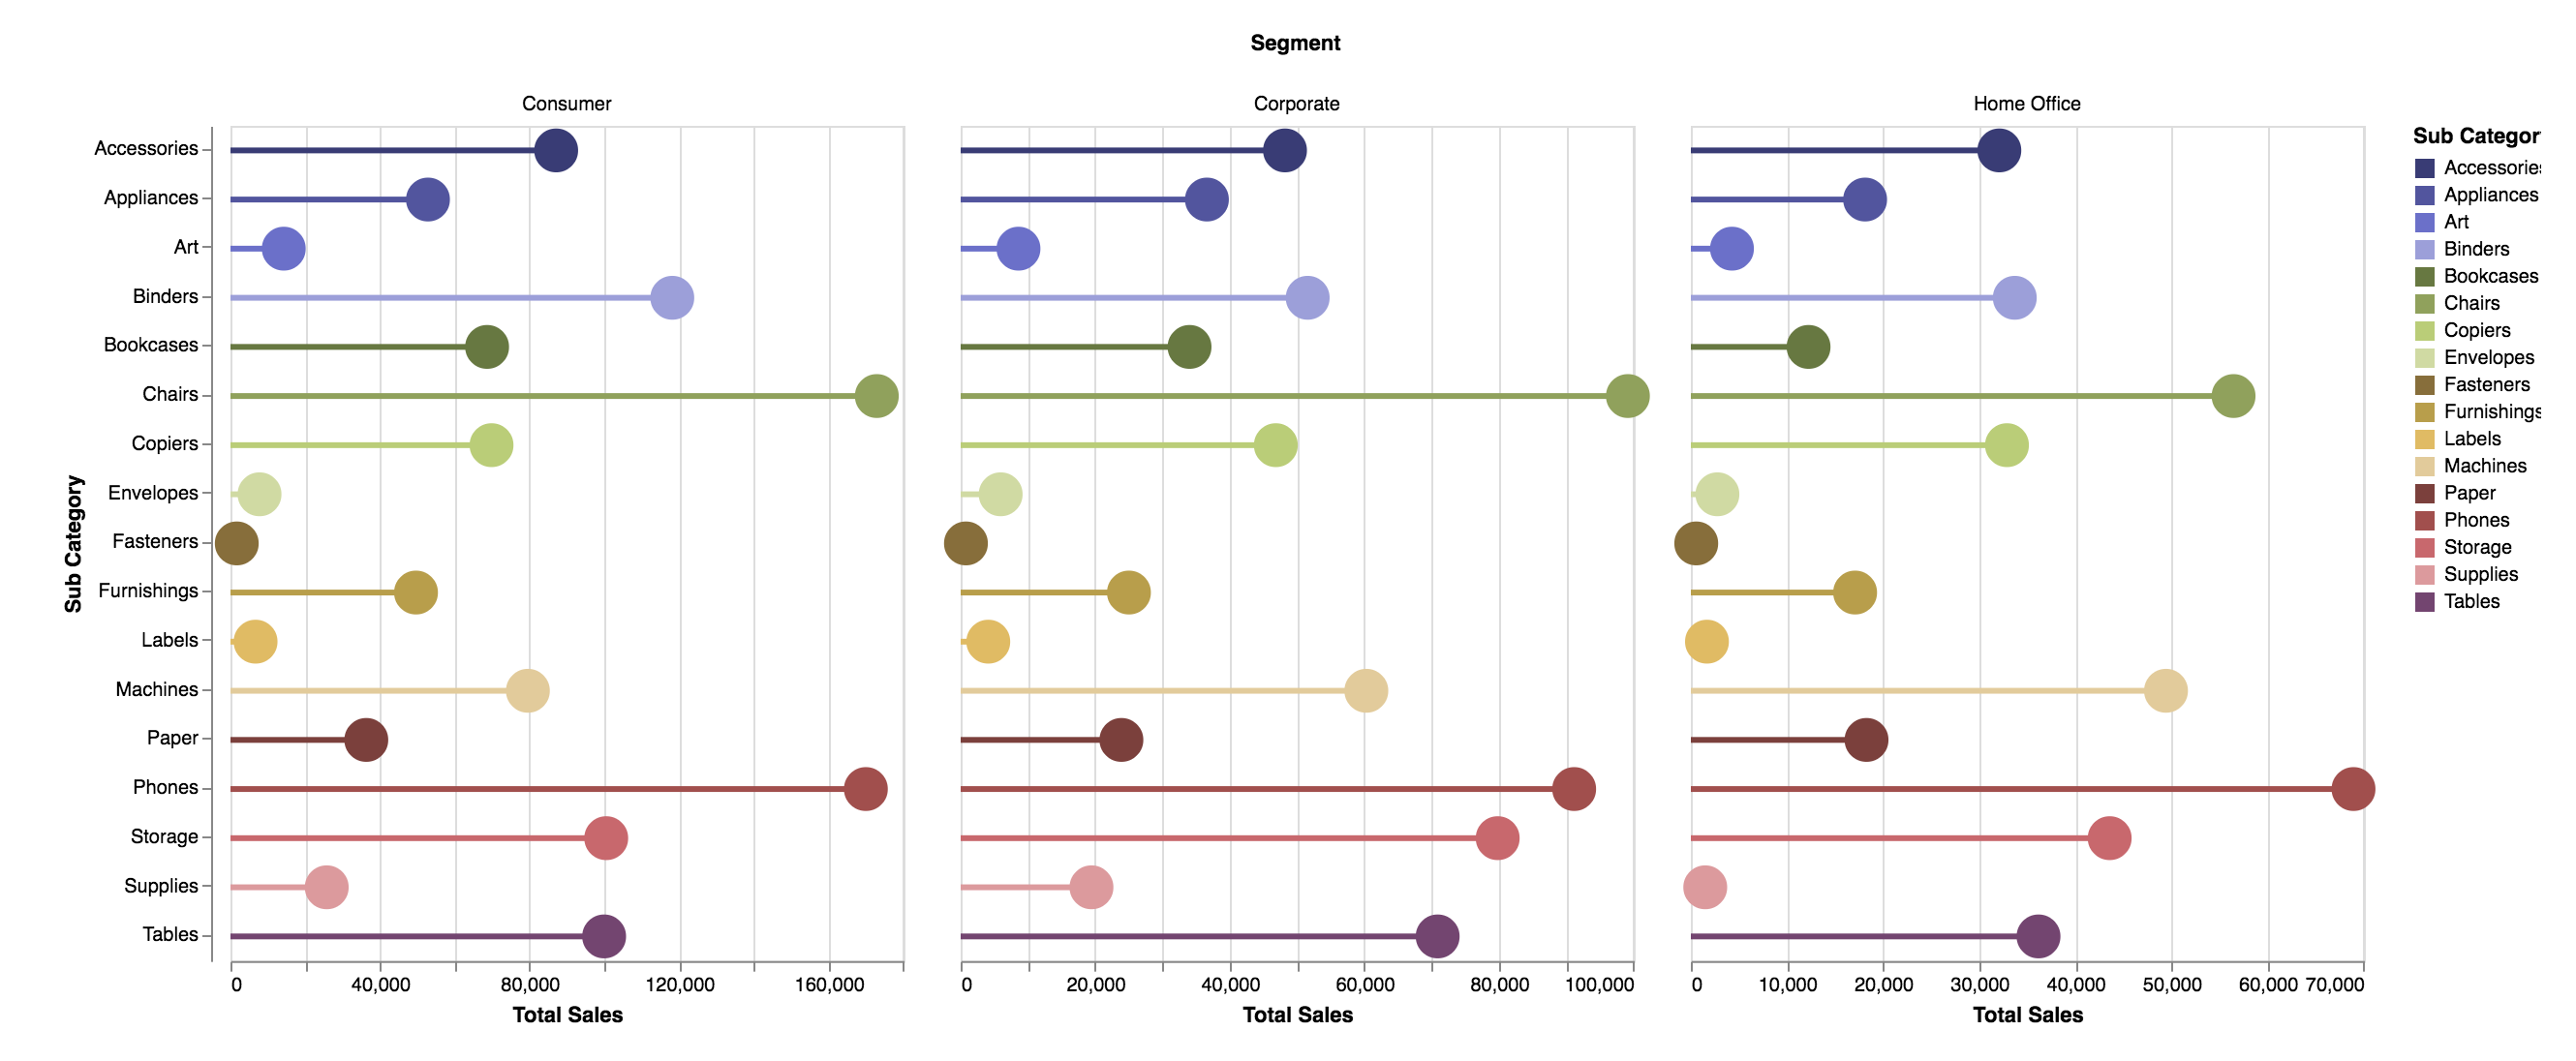 Segment
Consumer
Corporate
Home Office
Sub Category
Accessories
Appliances
Art
Binders
Bookcases
Chairs
Copiers
Envelopes
Fasteners
Furnishings
Labels
Machines
Paper
Phones
Storage
Supplies
Tables
0 40,000 80,000 120,000 160,000
Total Sales
0 20,000 40,000 60,000 80,000 100,000
Total Sales
0 10,000 20,000 30,000 40,000 50,000 60,000 70,000
Total Sales
Sub Categor
Accessories
Appliances
Art
Binders
Bookcases
Chairs
Copiers
Envelopes
Fasteners
Furnishings
Labels
Machines
Paper
Phones
Storage
Supplies
Tables